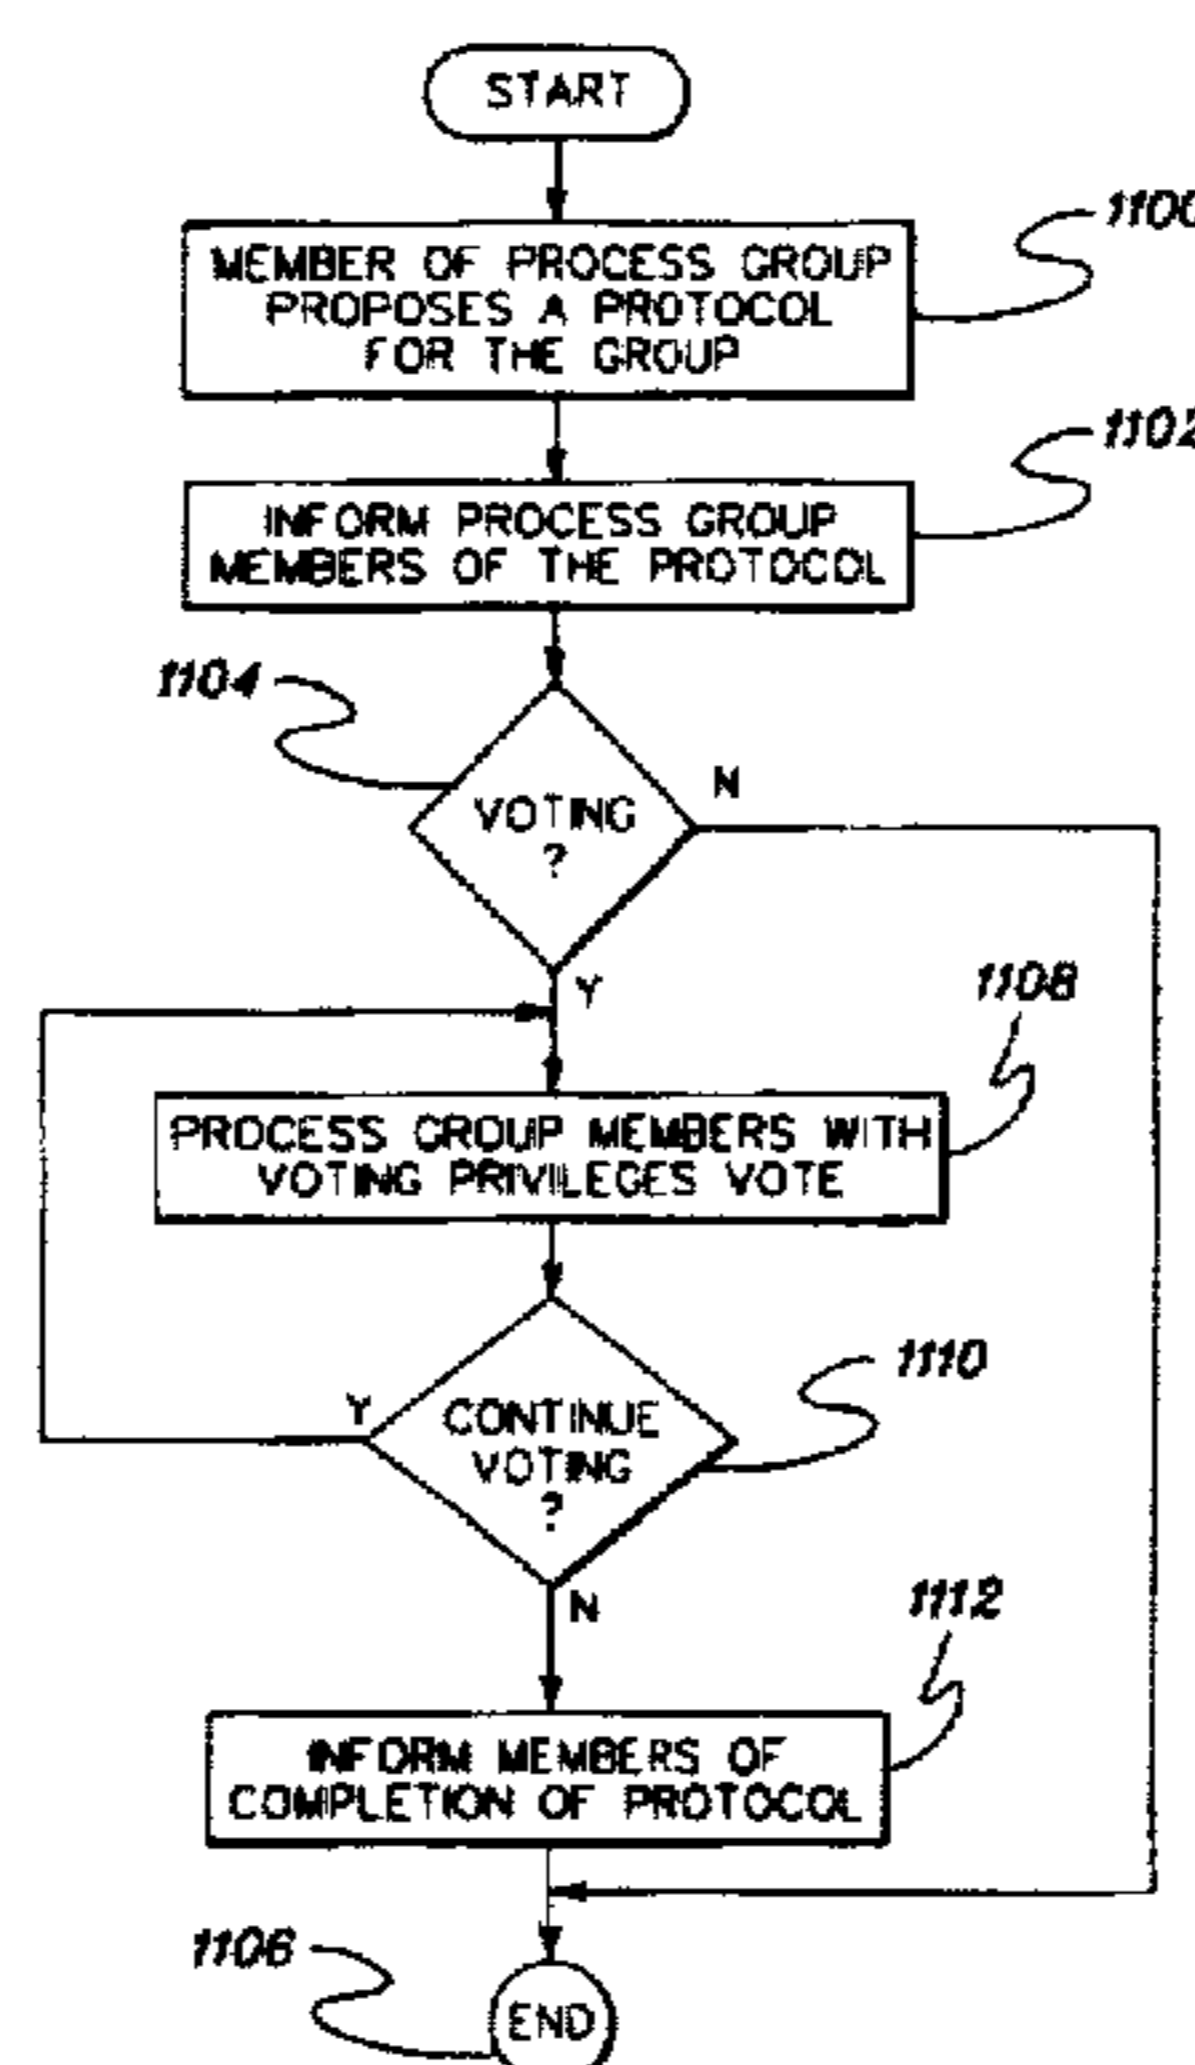 START
1100
MEMBER OF PROCESS GROUP
PROPOSES A PROTOCOL
FOR THE GROUP
1102
INFORM PROCESS GROUP
MEMBERS OF THE PROTOCOL
1104
VOTING
?
N
Y
1108
PROCESS GROUP MEMBERS WITH
VOTING PRIVILEGES VOTE
1110
Y
CONTINUE
VOTING
?
N
1112
INFORM MEMBERS OF
COMPLETION OF PROTOCOL
1106
END